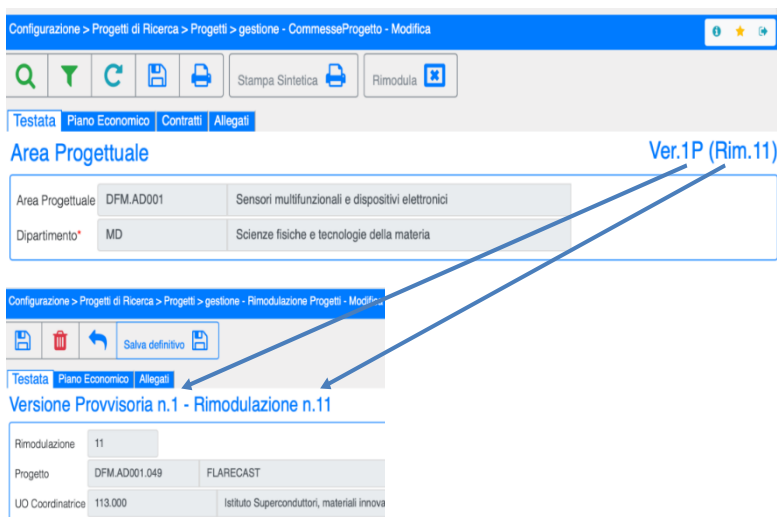 Configurazione > Progetti di Ricerca > Progetti > gestione - CommesseProgetto - Modifica
Stampa Sintetica Rimodula
Testata Piano Economico Contratti Allegati
Area Progettuale Ver.1P (Rim.11)
Area Progettuale DFM.AD001 Sensori multifunzionali e dispositivi elettronici
Dipartimento* MD Scienze fisiche e tecnologie della materia
Configurazione > Progetti di Ricerca > Progetti > gestione - Rimodulazione Progetti - Modifica
Salva definitivo
Testata Piano Economico Allegati
Versione Provvisoria n.1 - Rimodulazione n.11
Rimodulazione 11
Progetto DFM.AD001.049 FLARECAST
UO Coordinatrice 113.000 Istituto Superconduttori, materiali innova